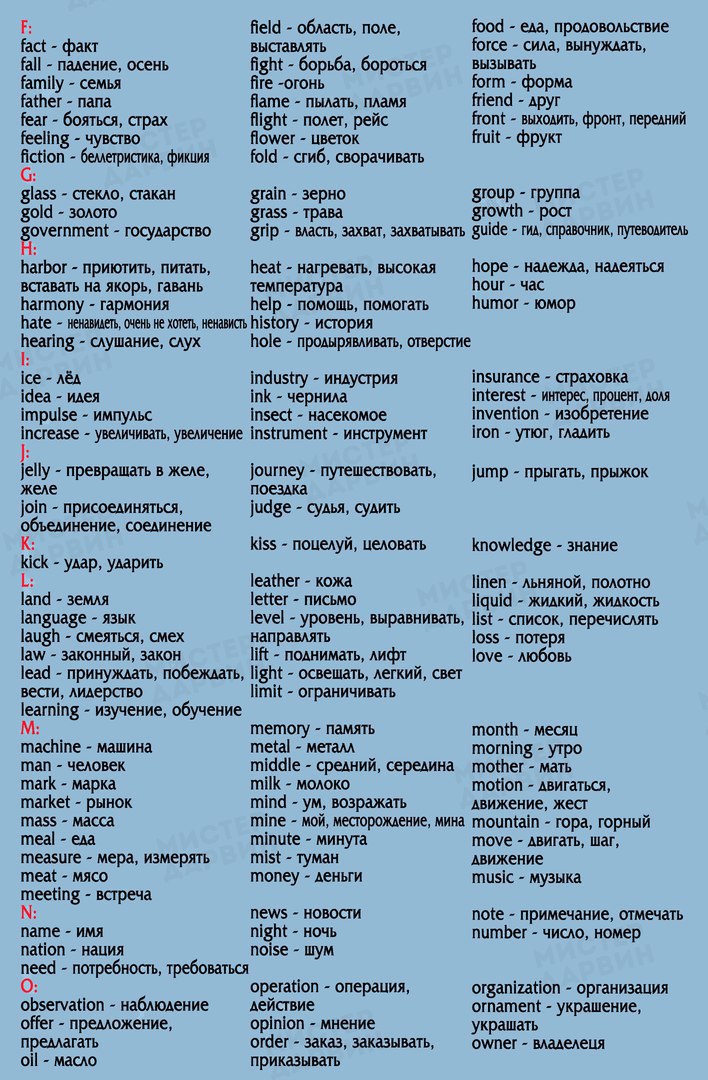 F:
fact - факт
fall - падение, осень
family - семья
father - папа
fear - бояться, страх
feeling - чувство
fiction - беллетристика, фикция
field - область, поле,
выставлять
fight - борьба, бороться
fire -огонь
flame - пылать, пламя
flight - полет, рейс
flower - цветок
fold - сгиб, сворачивать
food - еда, продовольствие
force - сила, вынуждать,
вызывать
form - форма
friend - друг
front - выходить, фронт, передний
fruit - фрукт
G:
glass - стекло, стакан
gold - золото
government - государство
grain - зерно
grass - трава
grip - власть, захват, захватывать
group - группа
growth - рост
guide - гид, справочник, путеводитель
H:
harbor - приютить, питать,
вставать на якорь, гавань
harmony - гармония
hate - ненавидеть, очень не хотеть, ненависть
hearing - слушание, слух
heat - нагревать, высокая
температура
help - помощь, помогать
history - история
hole - продырявливать, отверстие
hope - надежда, надеяться
hour - час
humor - юмор
I:
ice - лёд
idea - идея
impulse - импульс
increase - увеличивать, увеличение
industry - индустрия
ink - чернила
insect - насекомое
instrument - инструмент
insurance - страховка
interest - интерес, процент, доля
invention - изобретение
iron - утюг, гладить
J:
jelly - превращать в желе,
желе
join - присоединяться,
объединение, соединение
journey - путешествовать,
поездка
judge - судья, судить
jump - прыгать, прыжок
K:
kick - удар, ударить
kiss - поцелуй, целовать
knowledge - знание
L:
land - земля
language - язык
laugh - смеяться, смех
law - законный, закон
lead - принуждать, побеждать,
вести, лидерство
learning - изучение, обучение
leather - кожа
letter - письмо
level - уровень, выравнивать,
направлять
lift - поднимать, лифт
light - освешать, легкий, свет
limit - ограничивать
linen - льняной, полотно
liquid - жидкий, жидкость
list - список, перечислять
loss - потеря
love - любовь
M:
machine - машина
man - человек
mark - марка
market - рынок
mass - масса
meal - еда
measure - мера, измерять
meat - мясо
meeting - встреча
memory - память
metal - металл
middle - средний, середина
milk - молоко
mind - ум, возражать
mine - мой, месторождение, мина
minute - минута
mist - туман
money - деньги
month - месяц
morning - утро
mother - мать
motion - двигаться,
движение, жест
mountain - гора, горный
move - двигать, шаг,
движение
music - музыка
N:
name - имя
nation - нация
need - потребность, требоваться
news - новости
night - ночь
noise - шум
note - примечание, отмечать
number - число, номер
O:
observation - наблюдение
offer - предложение,
предлагать
oil - масло
operation - операция,
действие
opinion - мнение
order - заказ, заказывать,
приказывать
organization - организация
ornament - украшение,
украшать
owner - владелеця